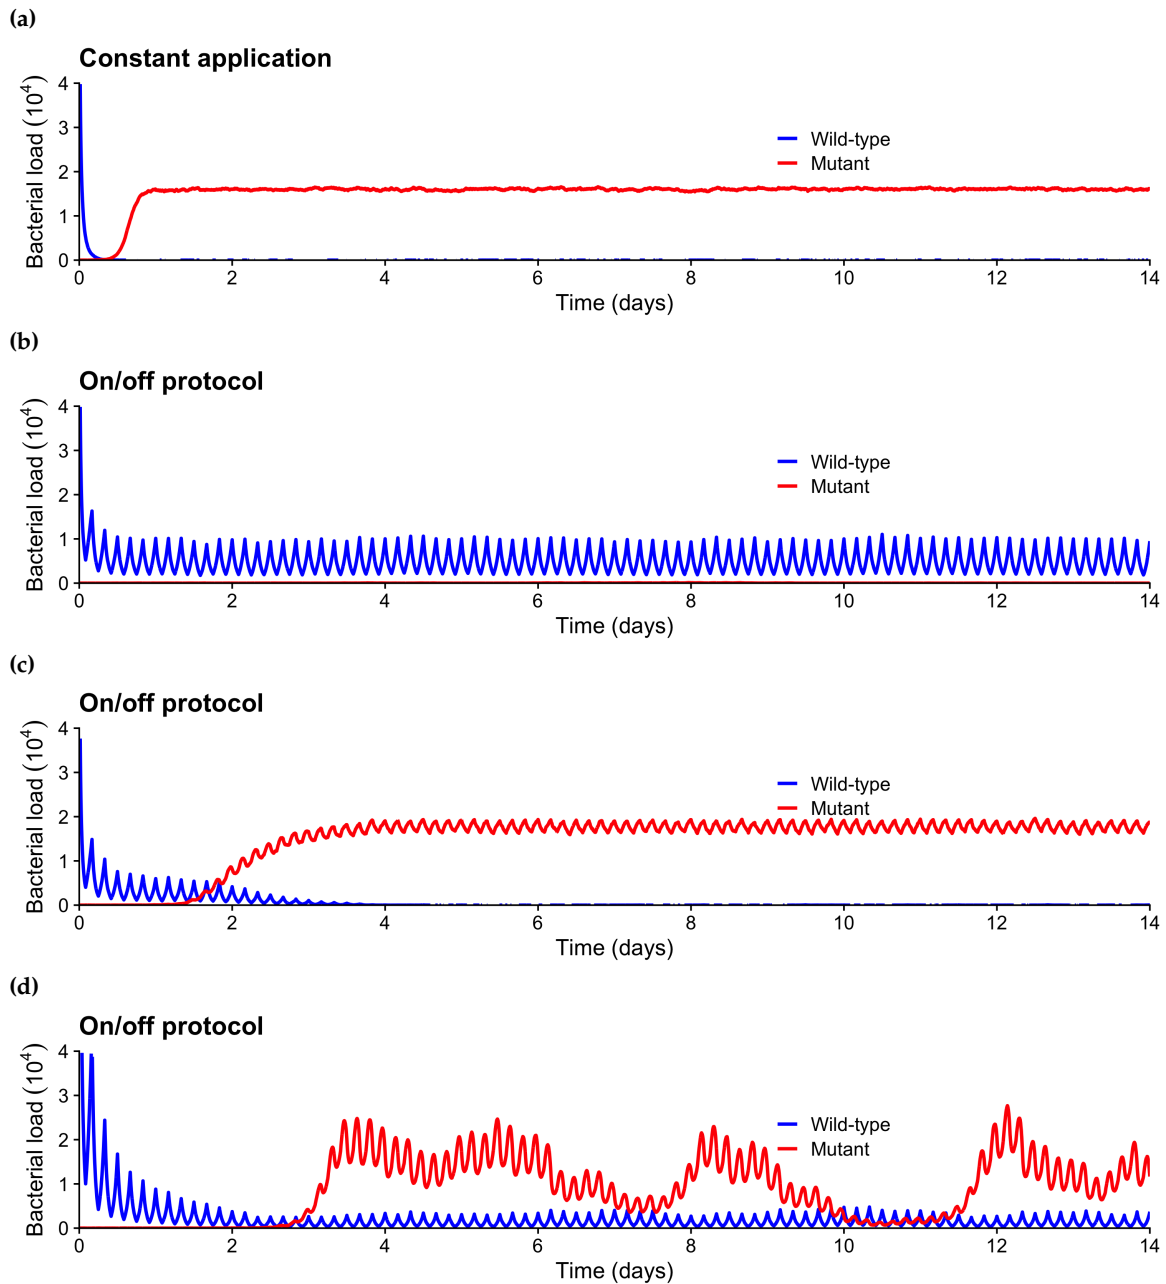 (a)
Constant application
Bacterial load (10⁴)
4
3
2
1
0
Wild-type
Mutant
0 2 4 6 8 10 12 14
Time (days)
(b)
On/off protocol
Bacterial load (10⁴)
4
3
2
1
0
Wild-type
Mutant
0 2 4 6 8 10 12 14
Time (days)
(c)
On/off protocol
Bacterial load (10⁴)
4
3
2
1
0
Wild-type
Mutant
0 2 4 6 8 10 12 14
Time (days)
(d)
On/off protocol
Bacterial load (10⁴)
4
3
2
1
0
Wild-type
Mutant
0 2 4 6 8 10 12 14
Time (days)